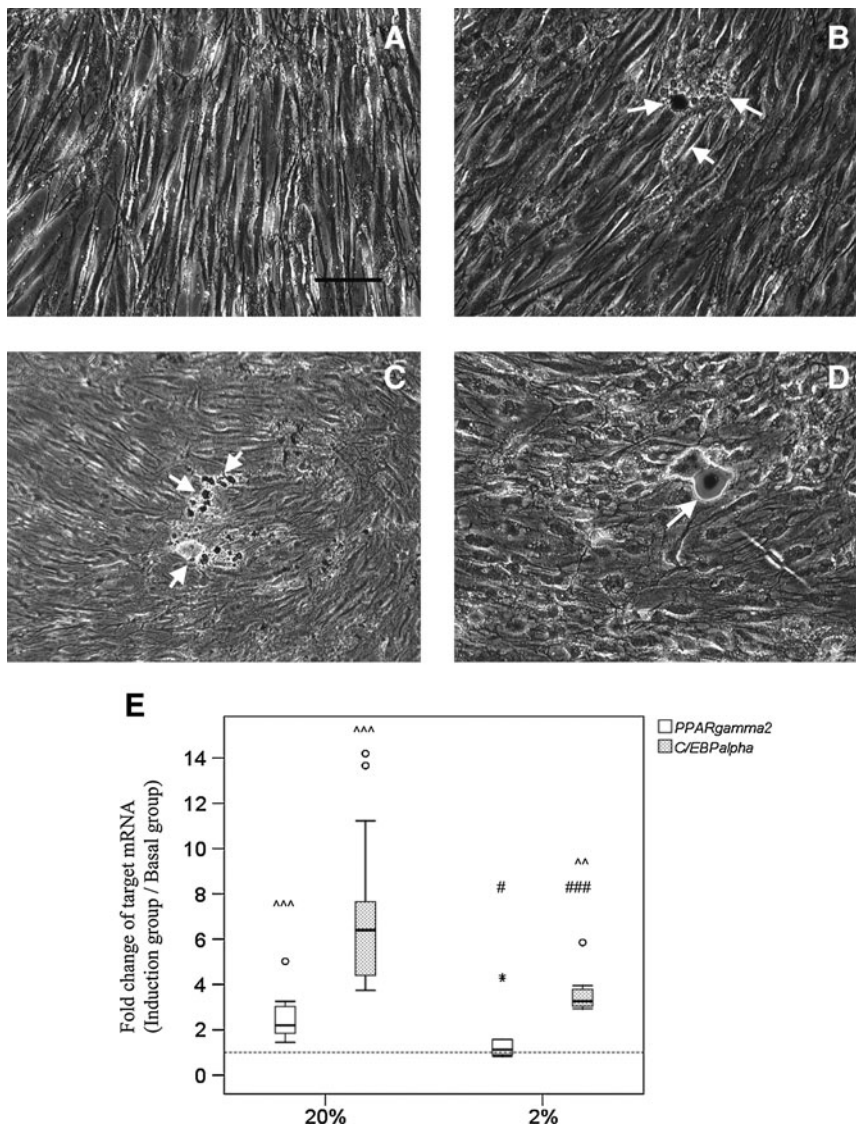 A
B
C
D
E
PPARgamma2
C/EBPalpha
Fold change of target mRNA
(Induction group / Basal group)
14
12
10
8
6
4
2
0
^^^
^^^
#
*
^^
###
20%
2%